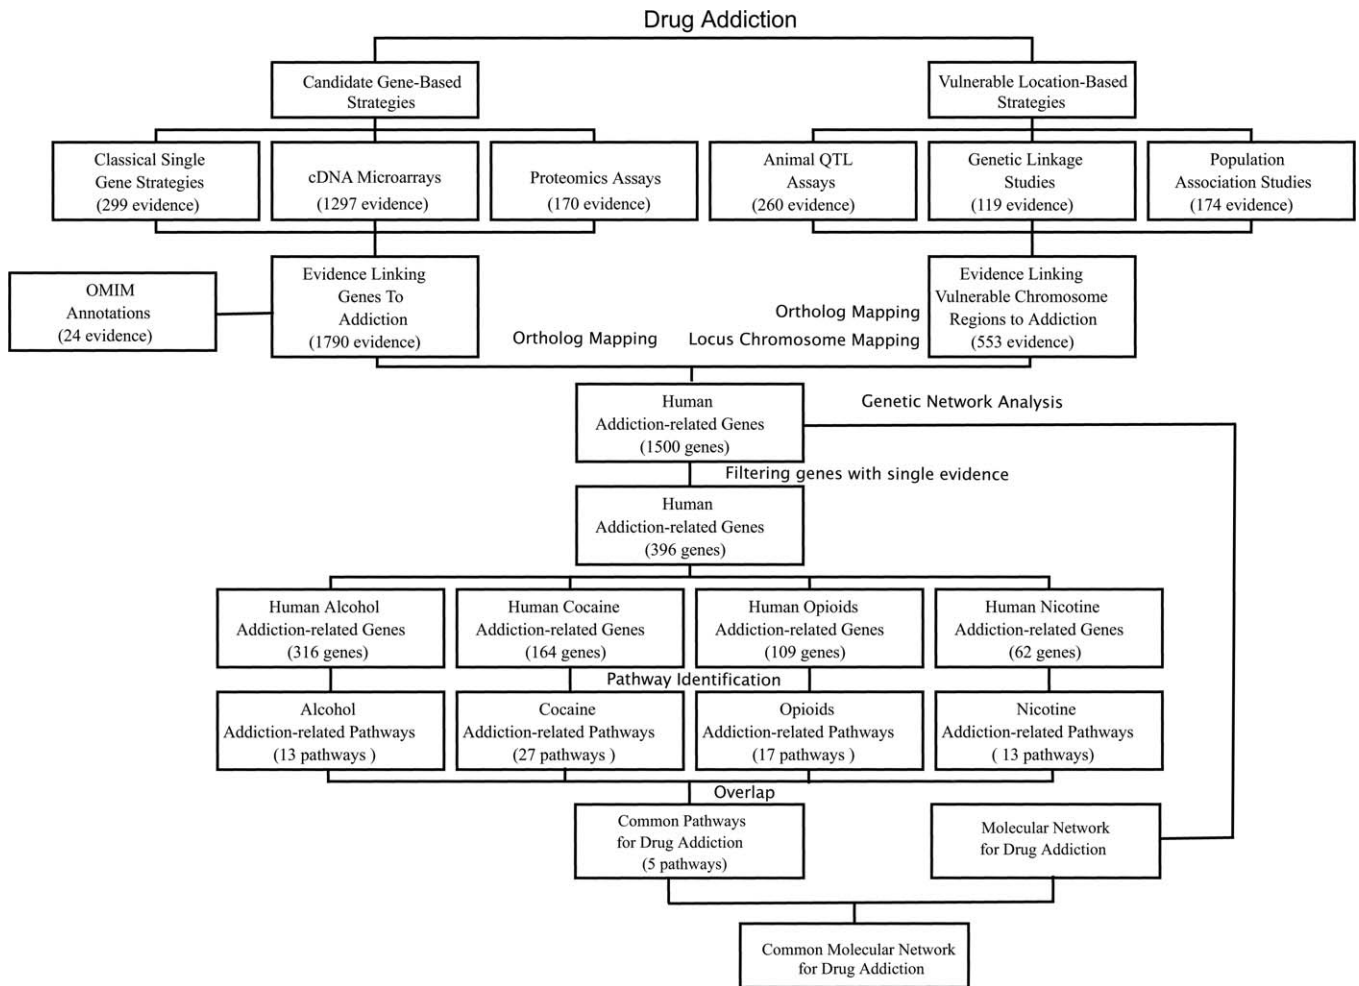 Drug Addiction
Candidate Gene-Based
Strategies
Vulnerable Location-Based
Strategies
Classical Single
Gene Strategies
(299 evidence)
cDNA Microarrays
(1297 evidence)
Proteomics Assays
(170 evidence)
Animal QTL
Assays
(260 evidence)
Genetic Linkage
Studies
(119 evidence)
Population
Association Studies
(174 evidence)
OMIM
Annotations
(24 evidence)
Evidence Linking
Genes To
Addiction
(1790 evidence)
Evidence Linking
Vulnerable Chromosome
Regions to Addiction
(553 evidence)
Ortholog Mapping
Ortholog Mapping
Locus Chromosome Mapping
Human
Addiction-related Genes
(1500 genes)
Genetic Network Analysis
Filtering genes with single evidence
Human
Addiction-related Genes
(396 genes)
Human Alcohol
Addiction-related Genes
(316 genes)
Human Cocaine
Addiction-related Genes
(164 genes)
Human Opioids
Addiction-related Genes
(109 genes)
Human Nicotine
Addiction-related Genes
(62 genes)
Pathway Identification
Alcohol
Addiction-related Pathways
(13 pathways )
Cocaine
Addiction-related Pathways
(27 pathways )
Opioids
Addiction-related Pathways
(17 pathways )
Nicotine
Addiction-related Pathways
( 13 pathways)
Overlap
Common Pathways
for Drug Addiction
(5 pathways)
Molecular Network
for Drug Addiction
Common Molecular Network
for Drug Addiction